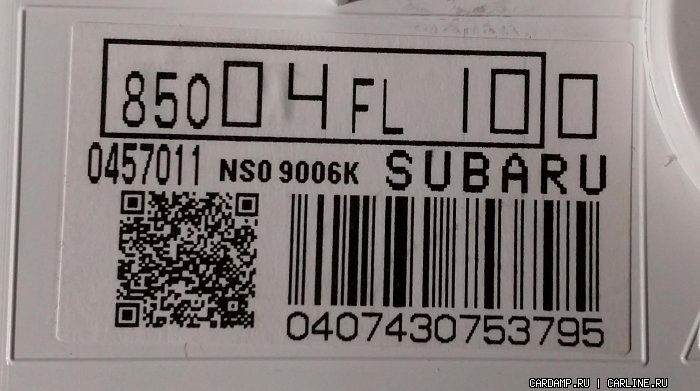 85004FL100
0457011 NS0 9006K SUBARU
0407430753795
CARDAMP.RU | CARLINE.RU